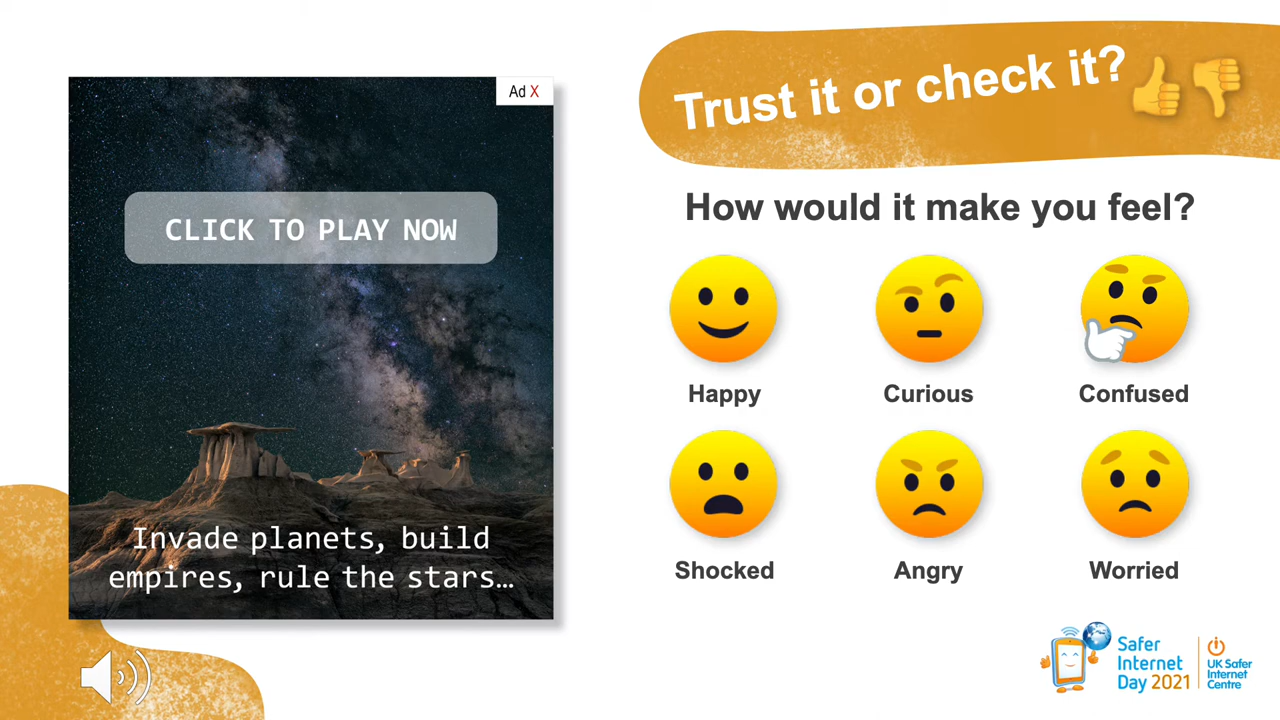 Ad X
CLICK TO PLAY NOW
Invade planets, build
empires, rule the stars…
Trust it or check it?
How would it make you feel?
Happy
Curious
Confused
Shocked
Angry
Worried
Safer
Internet
Day 2021
UK Safer
Internet
Centre